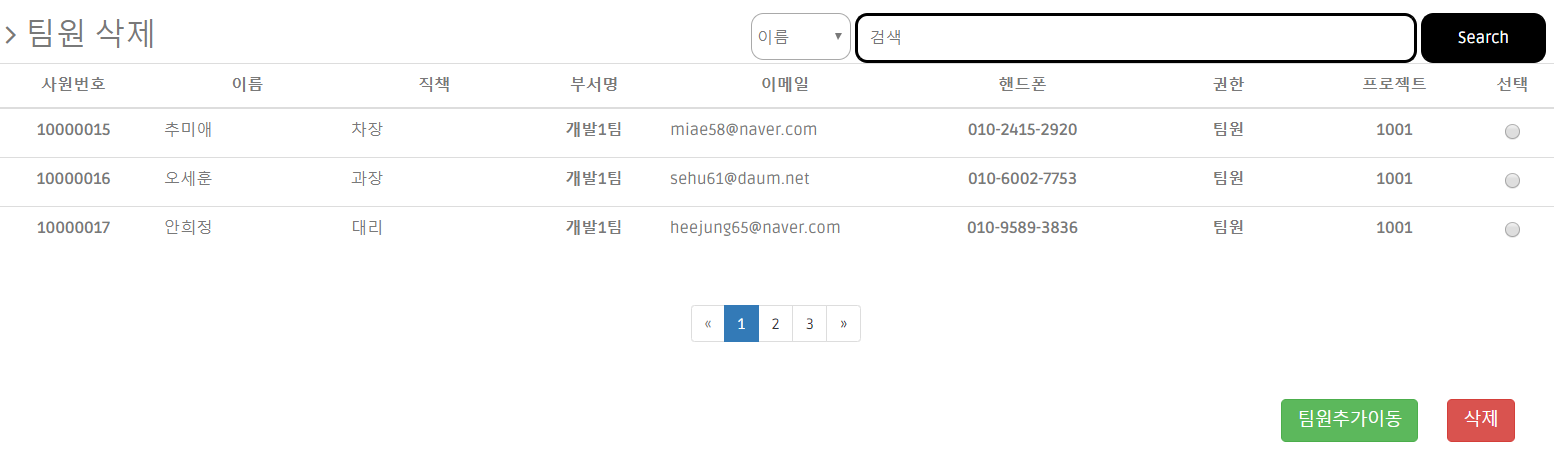 팀원 삭제 이름 검색 Search
사원번호 이름 직책 부서명 이메일 핸드폰 권한 프로젝트 선택
10000015 추미애 차장 개발1팀 miae58@naver.com 010-2415-2920 팀원 1001
10000016 오세훈 과장 개발1팀 sehu61@daum.net 010-6002-7753 팀원 1001
10000017 안희정 대리 개발1팀 heejung65@naver.com 010-9589-3836 팀원 1001
« 1 2 3 »
팀원추가이동 삭제